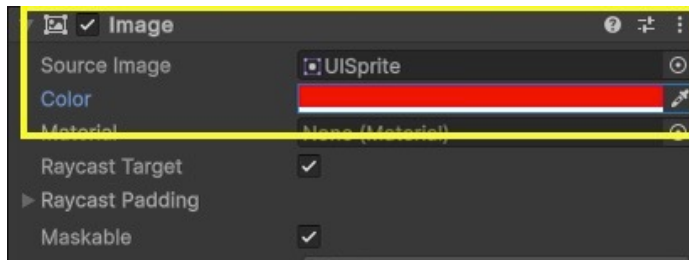 Image
Source Image UISprite
Color
Material None (Material)
Raycast Target
Raycast Padding
Maskable